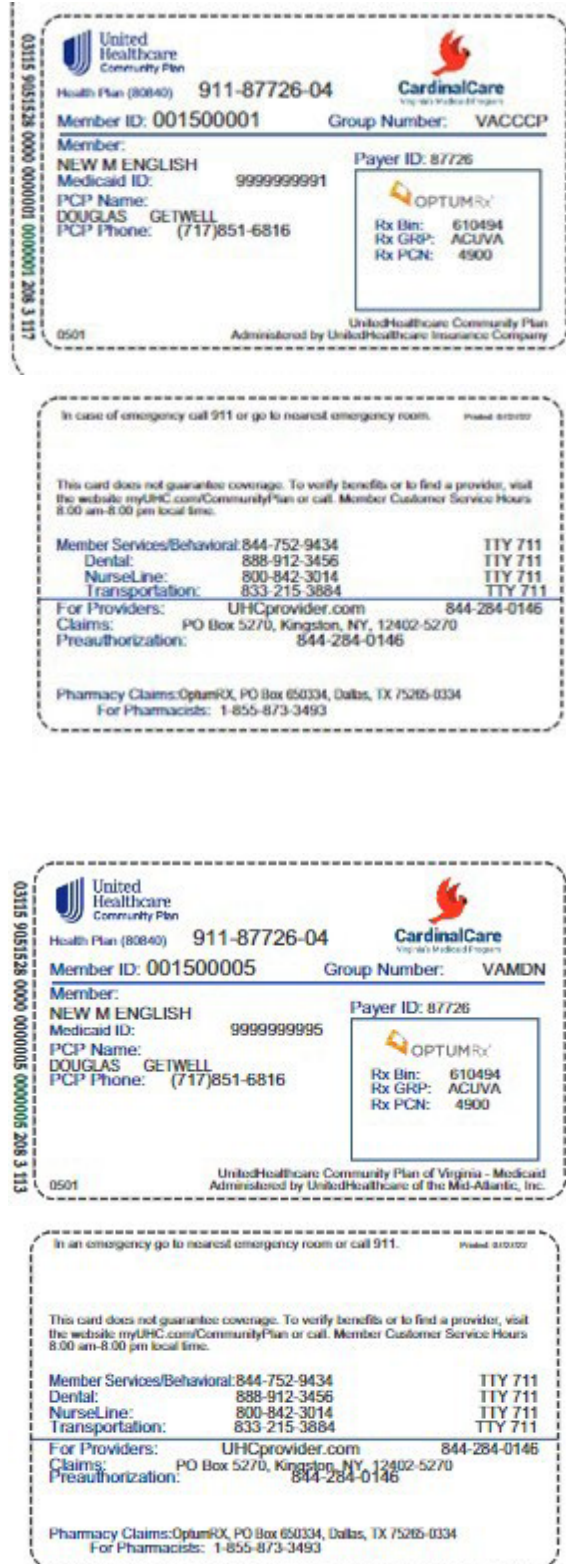 03115 9051528 0000 0000001 0000001 208 3 117
United
Healthcare
Community Plan
CardinalCare
Virginia's Medicaid Program
Health Plan (80840) 911-87726-04
Member ID: 001500001 Group Number: VACCCP
Member:
NEW M ENGLISH
Medicaid ID: 9999999991
PCP Name:
DOUGLAS GETWELL
PCP Phone: (717)851-6816
Payer ID: 87726
OPTUMRx
Rx Bin: 610494
Rx GRP: ACUVA
Rx PCN: 4900
UnitedHealthcare Community Plan
0501 Administered by UnitedHealthcare Insurance Company
In case of emergency call 911 or go to nearest emergency room. Printed:
This card does not guarantee coverage. To verify benefits or to find a provider, visit
the website myUHC.com/CommunityPlan or call. Member Customer Service Hours
8:00 am-8:00 pm local time.
Member Services/Behavioral: 844-752-9434 TTY 711
Dental: 888-912-3456 TTY 711
NurseLine: 800-842-3014 TTY 711
Transportation: 833-215-3884 TTY 711
For Providers: UHCprovider.com 844-284-0146
Claims: PO Box 5270, Kingston, NY, 12402-5270
Preauthorization: 844-284-0146
Pharmacy Claims: OptumRX, PO Box 650334, Dallas, TX 75265-0334
For Pharmacists: 1-855-873-3493
03115 9051528 0000 0000005 0000005 208 3 113
United
Healthcare
Community Plan
CardinalCare
Virginia's Medicaid Program
Health Plan (80840) 911-87726-04
Member ID: 001500005 Group Number: VAMDN
Member:
NEW M ENGLISH
Medicaid ID: 9999999995
PCP Name:
DOUGLAS GETWELL
PCP Phone: (717)851-6816
Payer ID: 87726
OPTUMRx
Rx Bin: 610494
Rx GRP: ACUVA
Rx PCN: 4900
UnitedHealthcare Community Plan of Virginia - Medicaid
0501 Administered by UnitedHealthcare of the Mid-Atlantic, Inc.
In an emergency go to nearest emergency room or call 911. Printed:
This card does not guarantee coverage. To verify benefits or to find a provider, visit
the website myUHC.com/CommunityPlan or call. Member Customer Service Hours
8:00 am-8:00 pm local time.
Member Services/Behavioral: 844-752-9434 TTY 711
Dental: 888-912-3456 TTY 711
NurseLine: 800-842-3014 TTY 711
Transportation: 833-215-3884 TTY 711
For Providers: UHCprovider.com 844-284-0146
Claims: PO Box 5270, Kingston, NY, 12402-5270
Preauthorization: 844-284-0146
Pharmacy Claims: OptumRX, PO Box 650334, Dallas, TX 75265-0334
For Pharmacists: 1-855-873-3493